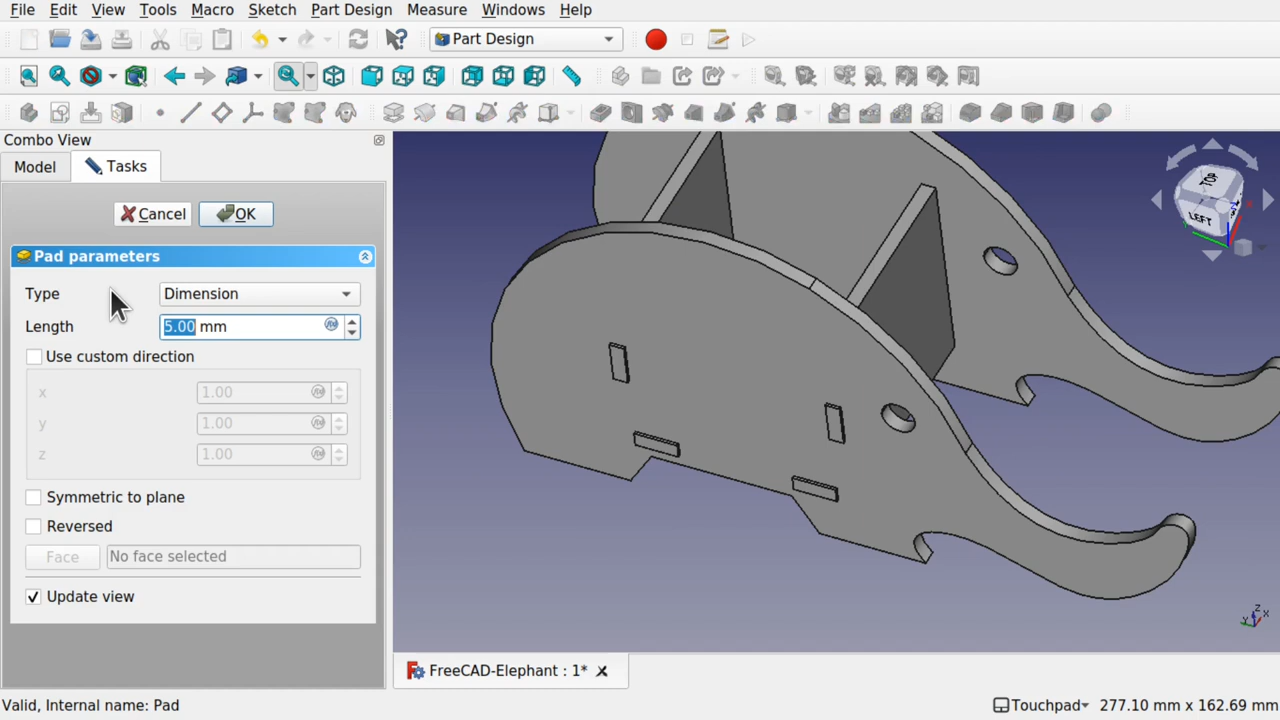 File Edit View Tools Macro Sketch Part Design Measure Windows Help
Part Design
Combo View
Model Tasks
Cancel OK
Pad parameters
Type Dimension
Length 5.00 mm
Use custom direction
x 1.00
y 1.00
z 1.00
Symmetric to plane
Reversed
Face No face selected
Update view
TOP
LEFT
Z
X
Y
FreeCAD-Elephant : 1*
Valid, Internal name: Pad
Touchpad 277.10 mm x 162.69 mm